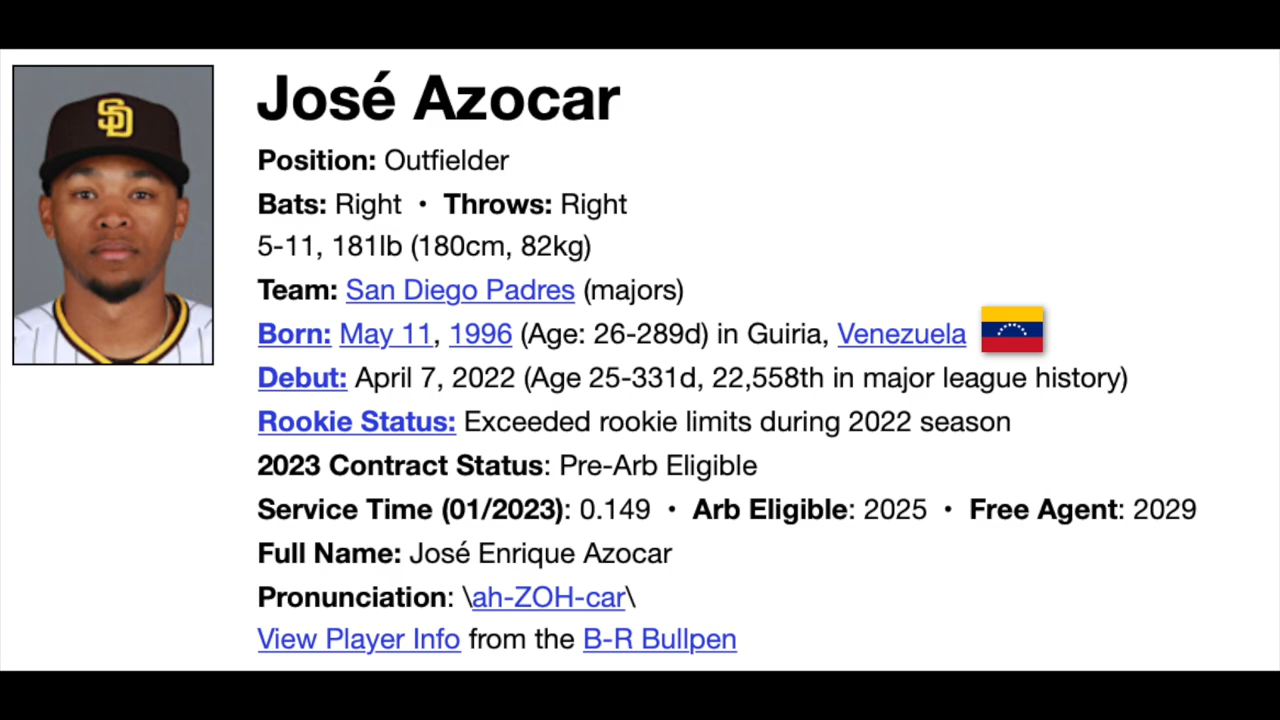 SD
José Azocar
Position: Outfielder
Bats: Right • Throws: Right
5-11, 181lb (180cm, 82kg)
Team: San Diego Padres (majors)
Born: May 11, 1996 (Age: 26-289d) in Guiria, Venezuela
Debut: April 7, 2022 (Age 25-331d, 22,558th in major league history)
Rookie Status: Exceeded rookie limits during 2022 season
2023 Contract Status: Pre-Arb Eligible
Service Time (01/2023): 0.149 • Arb Eligible: 2025 • Free Agent: 2029
Full Name: José Enrique Azocar
Pronunciation: \ah-ZOH-car\
View Player Info from the B-R Bullpen